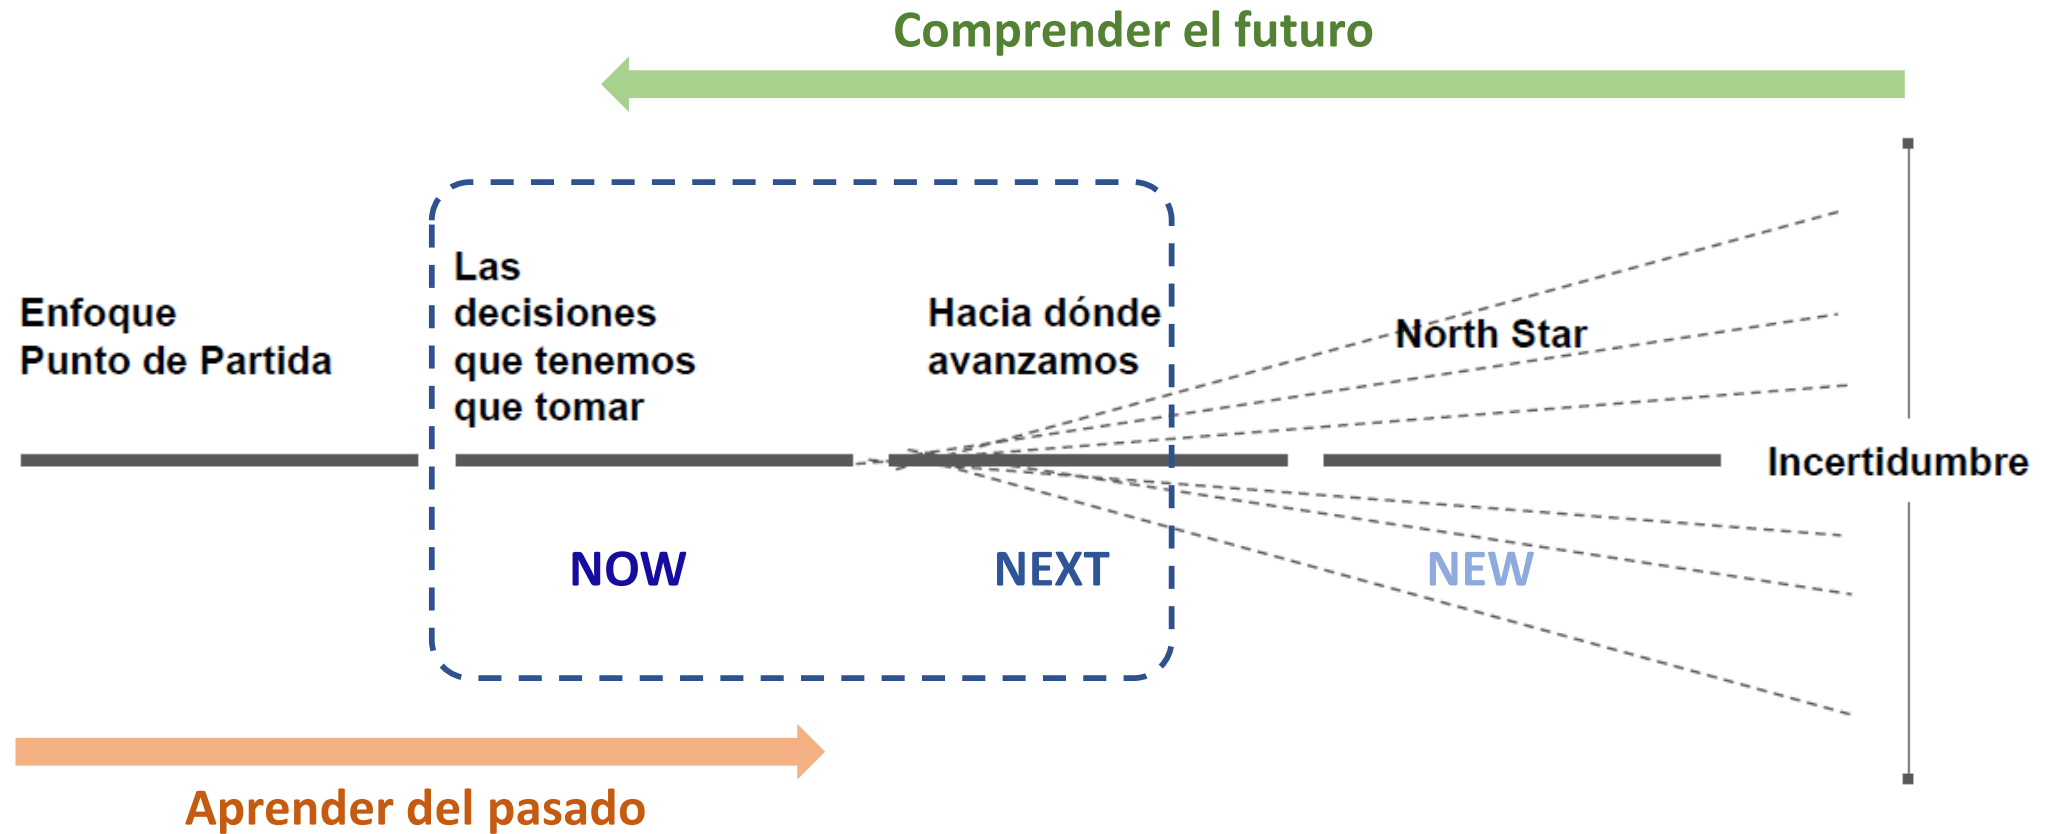 Comprender el futuro
Enfoque
Punto de Partida
Las
decisiones
que tenemos
que tomar
Hacia dónde
avanzamos
North Star
Incertidumbre
NOW
NEXT
NEW
Aprender del pasado